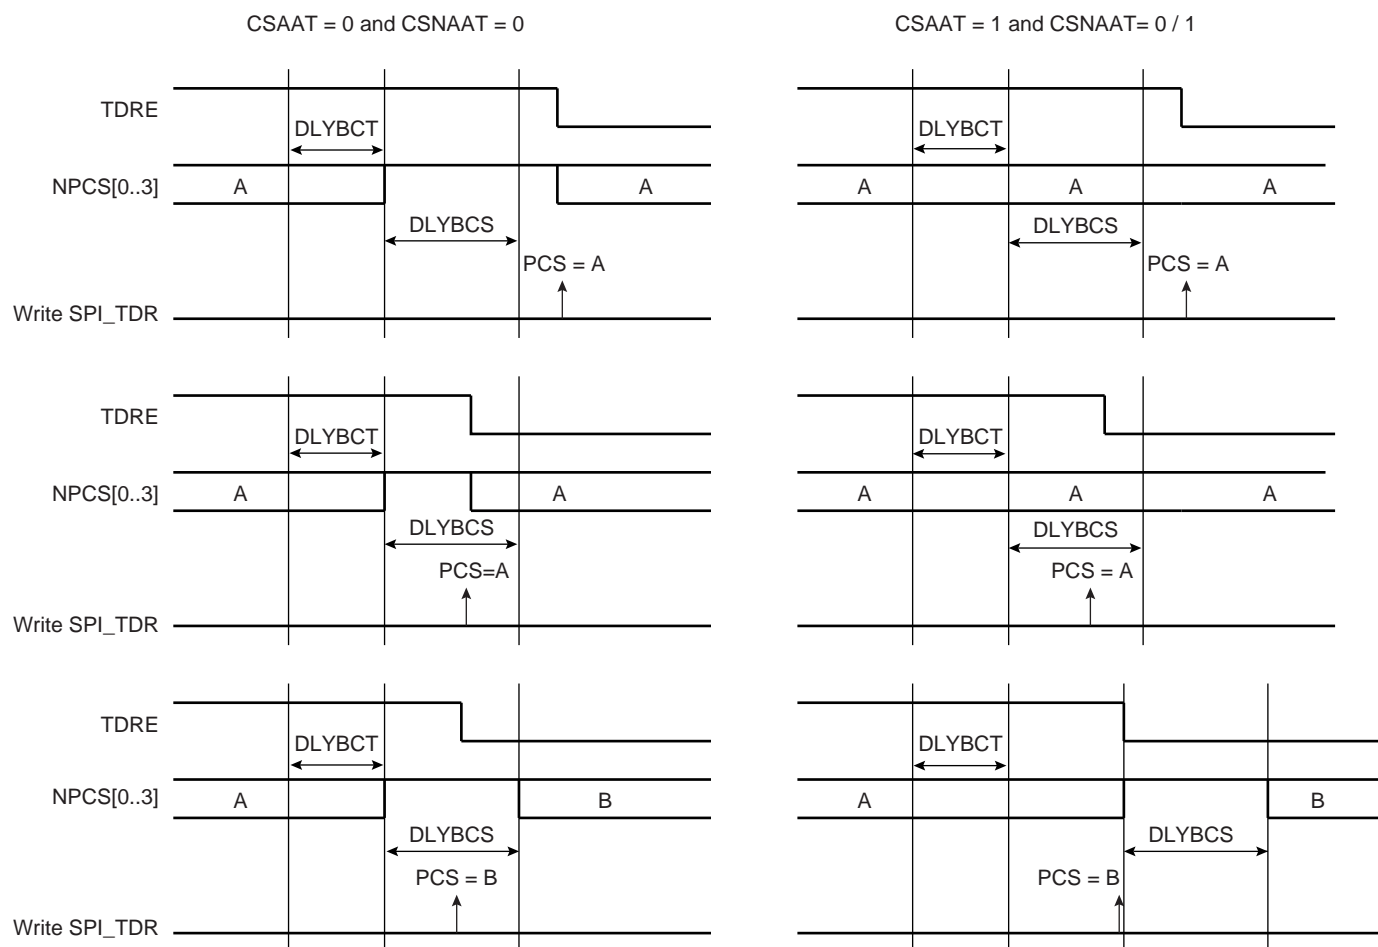 CSAAT = 0 and CSNAAT = 0
CSAAT = 1 and CSNAAT= 0 / 1
TDRE
DLYBCT
DLYBCT
NPCS[0..3]
A
A
A
A
A
DLYBCS
DLYBCS
PCS = A
PCS = A
Write SPI_TDR
TDRE
DLYBCT
DLYBCT
NPCS[0..3]
A
A
A
A
A
DLYBCS
DLYBCS
PCS=A
PCS = A
Write SPI_TDR
TDRE
DLYBCT
DLYBCT
NPCS[0..3]
A
B
A
B
DLYBCS
DLYBCS
PCS = B
PCS = B
Write SPI_TDR